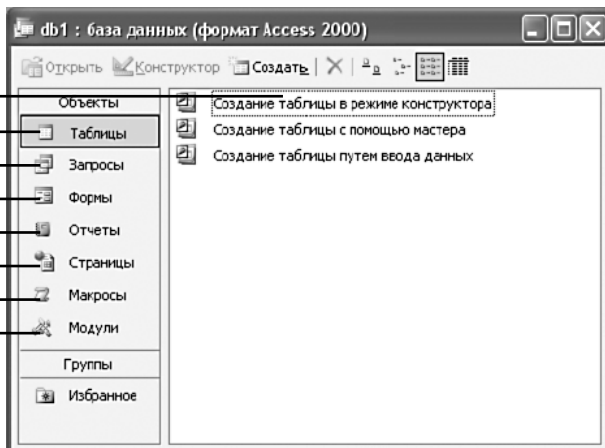 db1 : база данных (формат Access 2000)
Открыть Конструктор Создать
Объекты
Таблицы
Запросы
Формы
Отчеты
Страницы
Макросы
Модули
Группы
Избранное
Создание таблицы в режиме конструктора
Создание таблицы с помощью мастера
Создание таблицы путем ввода данных